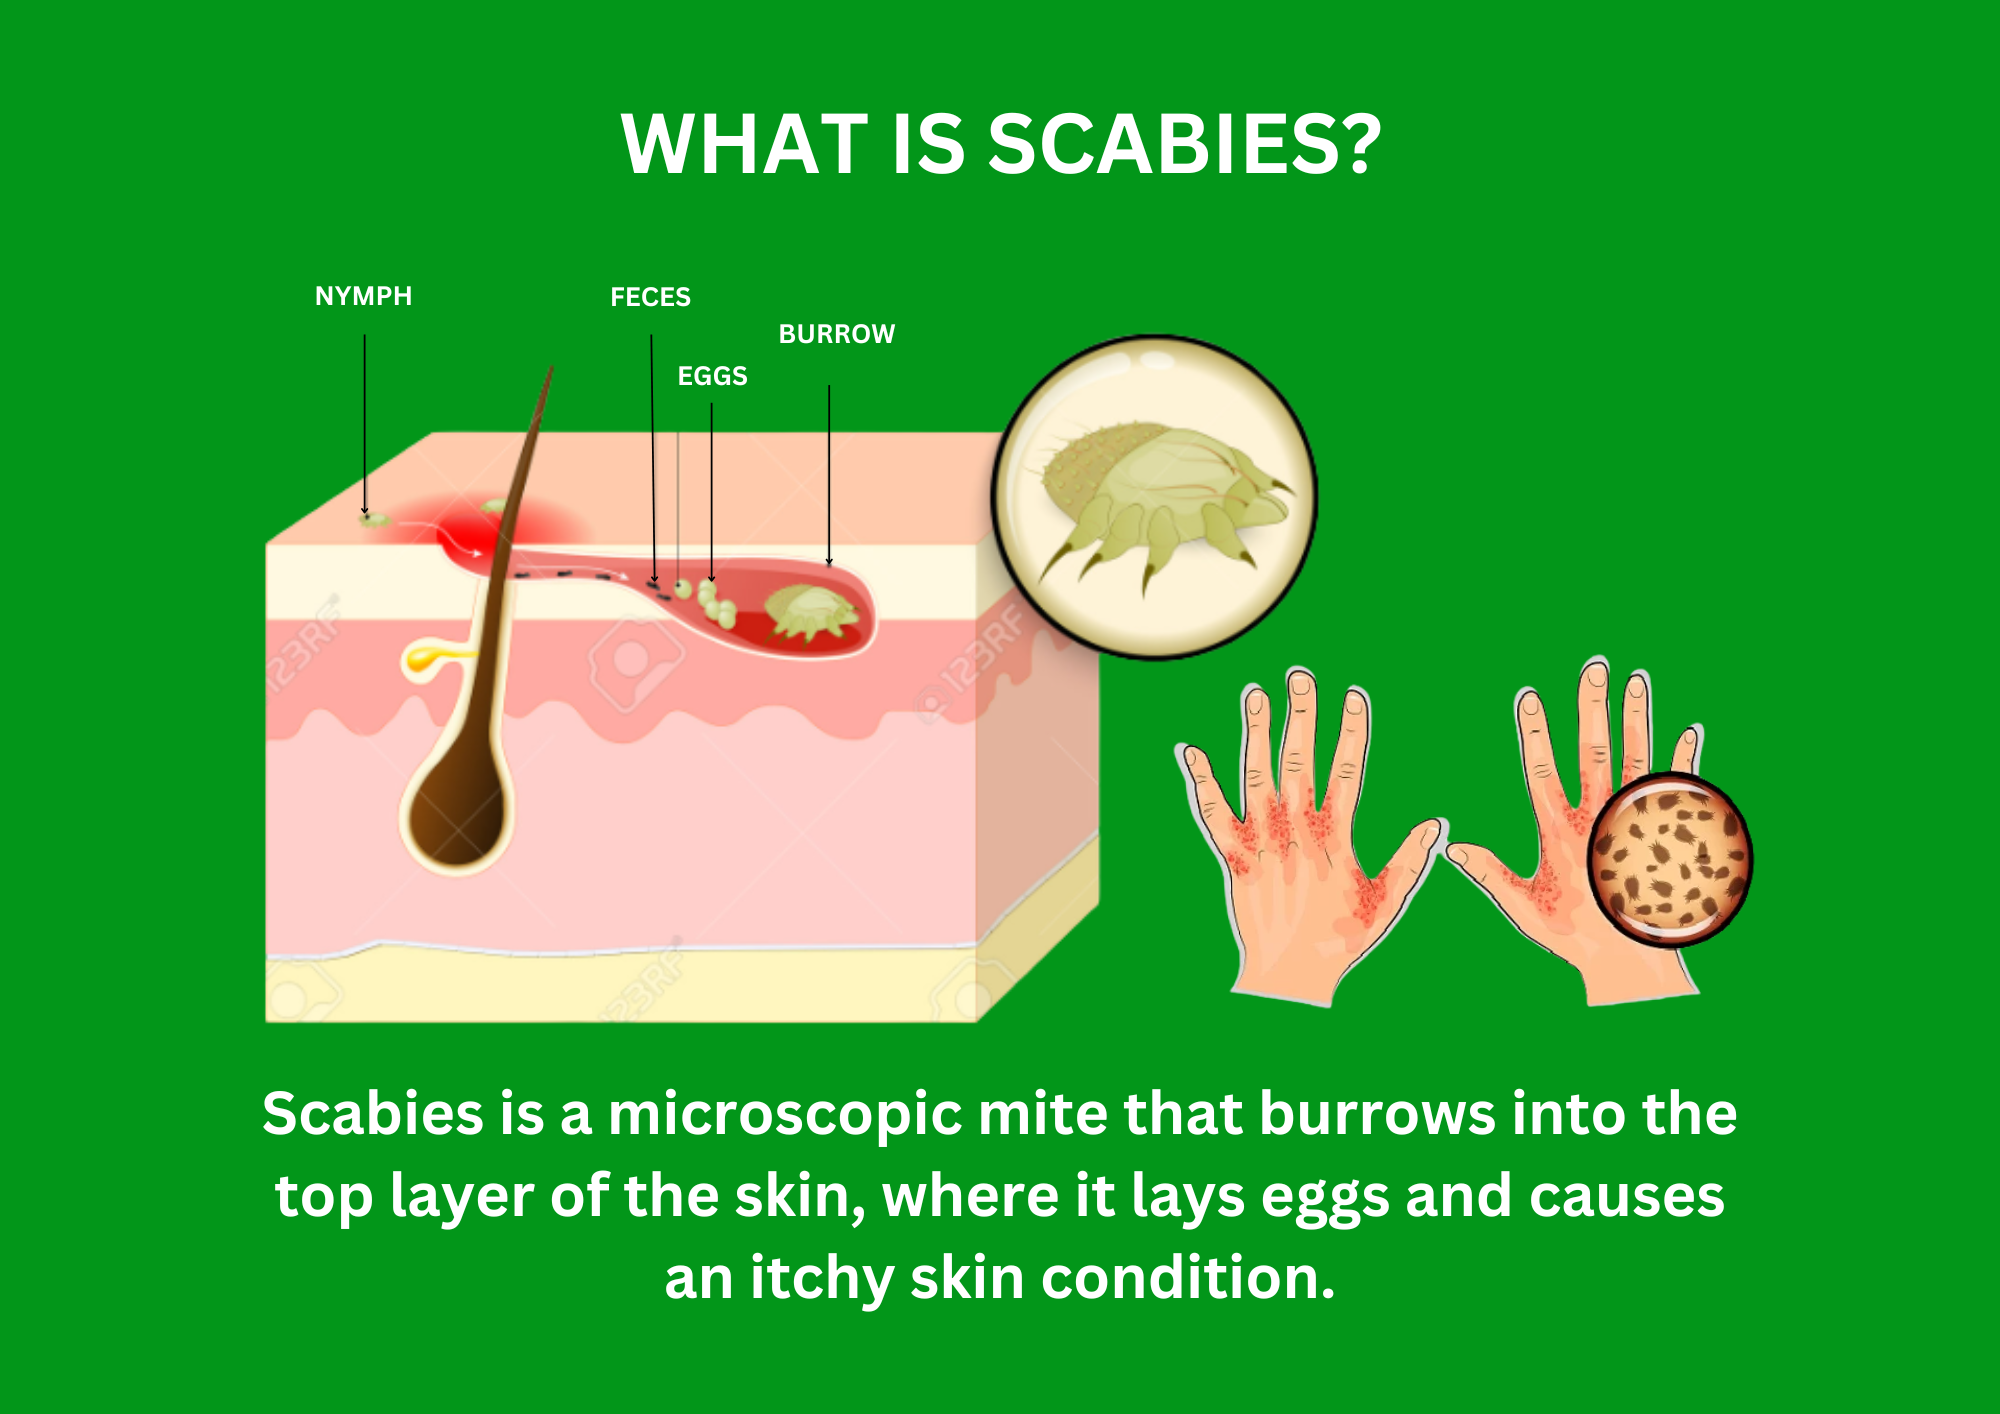 WHAT IS SCABIES?
NYMPH
FECES
BURROW
EGGS
123RF
123RF
123RF
Scabies is a microscopic mite that burrows into the
top layer of the skin, where it lays eggs and causes
an itchy skin condition.